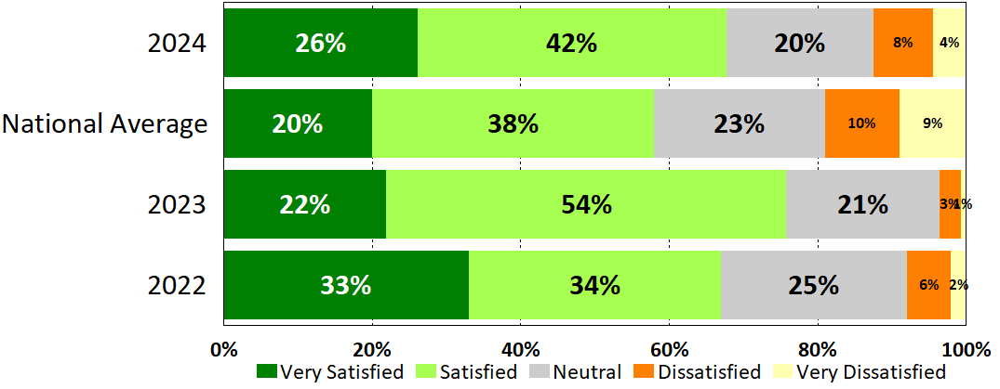 2024 26% 42% 20% 8% 4%
National Average 20% 38% 23% 10% 9%
2023 22% 54% 21% 3% 1%
2022 33% 34% 25% 6% 2%
0% 20% 40% 60% 80% 100%
Very Satisfied Satisfied Neutral Dissatisfied Very Dissatisfied